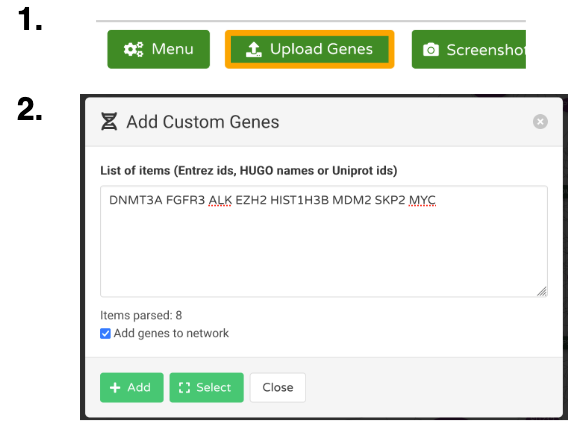 1.
Menu
Upload Genes
Screenshot
2.
Add Custom Genes
List of items (Entrez ids, HUGO names or Uniprot ids)
DNMT3A FGFR3 ALK EZH2 HIST1H3B MDM2 SKP2 MYC
Items parsed: 8
Add genes to network
+ Add
Select
Close